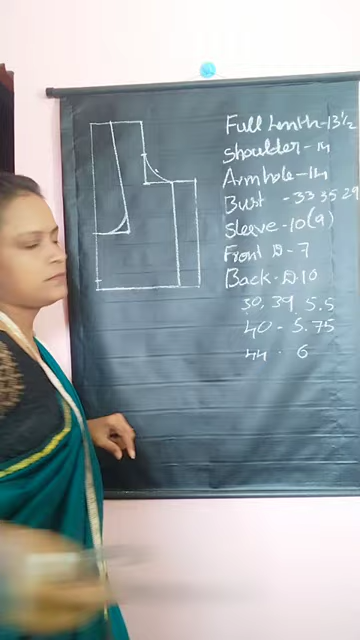 Full Lenth-13½
Shoulder-14
Armhole-14
Bust -33 35 29
Sleeve-10(9)
Front D-7
Back-D.10
30, 39 5.5
40 - 5.75
44 - 6